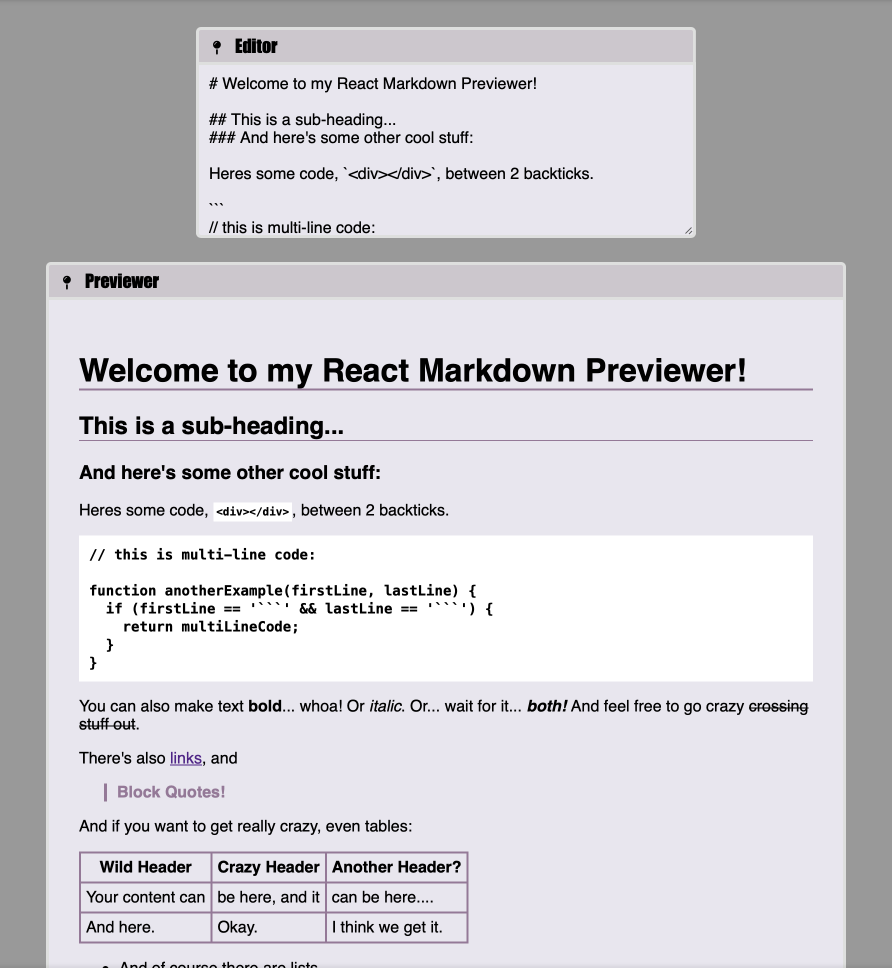 Editor
# Welcome to my React Markdown Previewer!
## This is a sub-heading...
### And here's some other cool stuff:
Heres some code, `<div></div>`, between 2 backticks.
```
// this is multi-line code:
Previewer
Welcome to my React Markdown Previewer!
This is a sub-heading...
And here's some other cool stuff:
Heres some code, <div></div>, between 2 backticks.
// this is multi-line code:
function anotherExample(firstLine, lastLine) {
  if (firstLine == '```' && lastLine == '```') {
    return multiLineCode;
  }
}
You can also make text bold... whoa! Or italic. Or... wait for it... both! And feel free to go crazy crossing
stuff out.
There's also links, and
Block Quotes!
And if you want to get really crazy, even tables:
Wild Header Crazy Header Another Header?
Your content can be here, and it can be here....
And here. Okay. I think we get it.
And of course there are lists